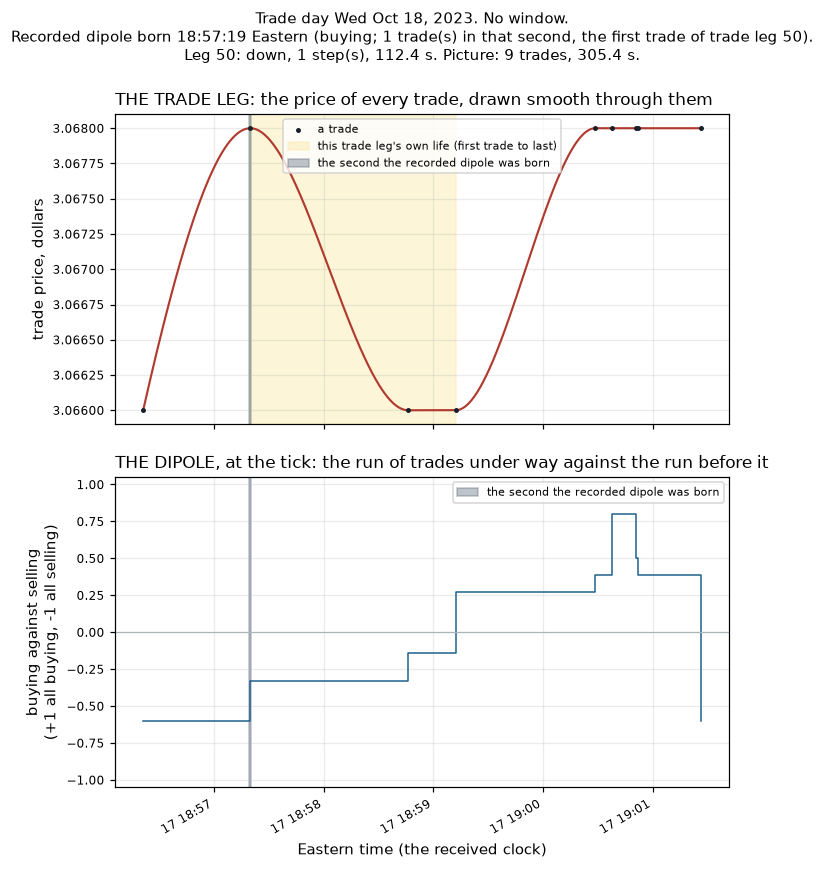 Trade day Wed Oct 18, 2023. No window.
Recorded dipole born 18:57:19 Eastern (buying; 1 trade(s) in that second, the first trade of trade leg 50).
Leg 50: down, 1 step(s), 112.4 s. Picture: 9 trades, 305.4 s.
THE TRADE LEG: the price of every trade, drawn smooth through them
a trade
this trade leg's own life (first trade to last)
the second the recorded dipole was born
trade price, dollars
3.06800
3.06775
3.06750
3.06725
3.06700
3.06675
3.06650
3.06625
3.06600
THE DIPOLE, at the tick: the run of trades under way against the run before it
the second the recorded dipole was born
buying against selling
(+1 all buying, -1 all selling)
1.00
0.75
0.50
0.25
0.00
−0.25
−0.50
−0.75
−1.00
17 18:57
17 18:58
17 18:59
17 19:00
17 19:01
Eastern time (the received clock)